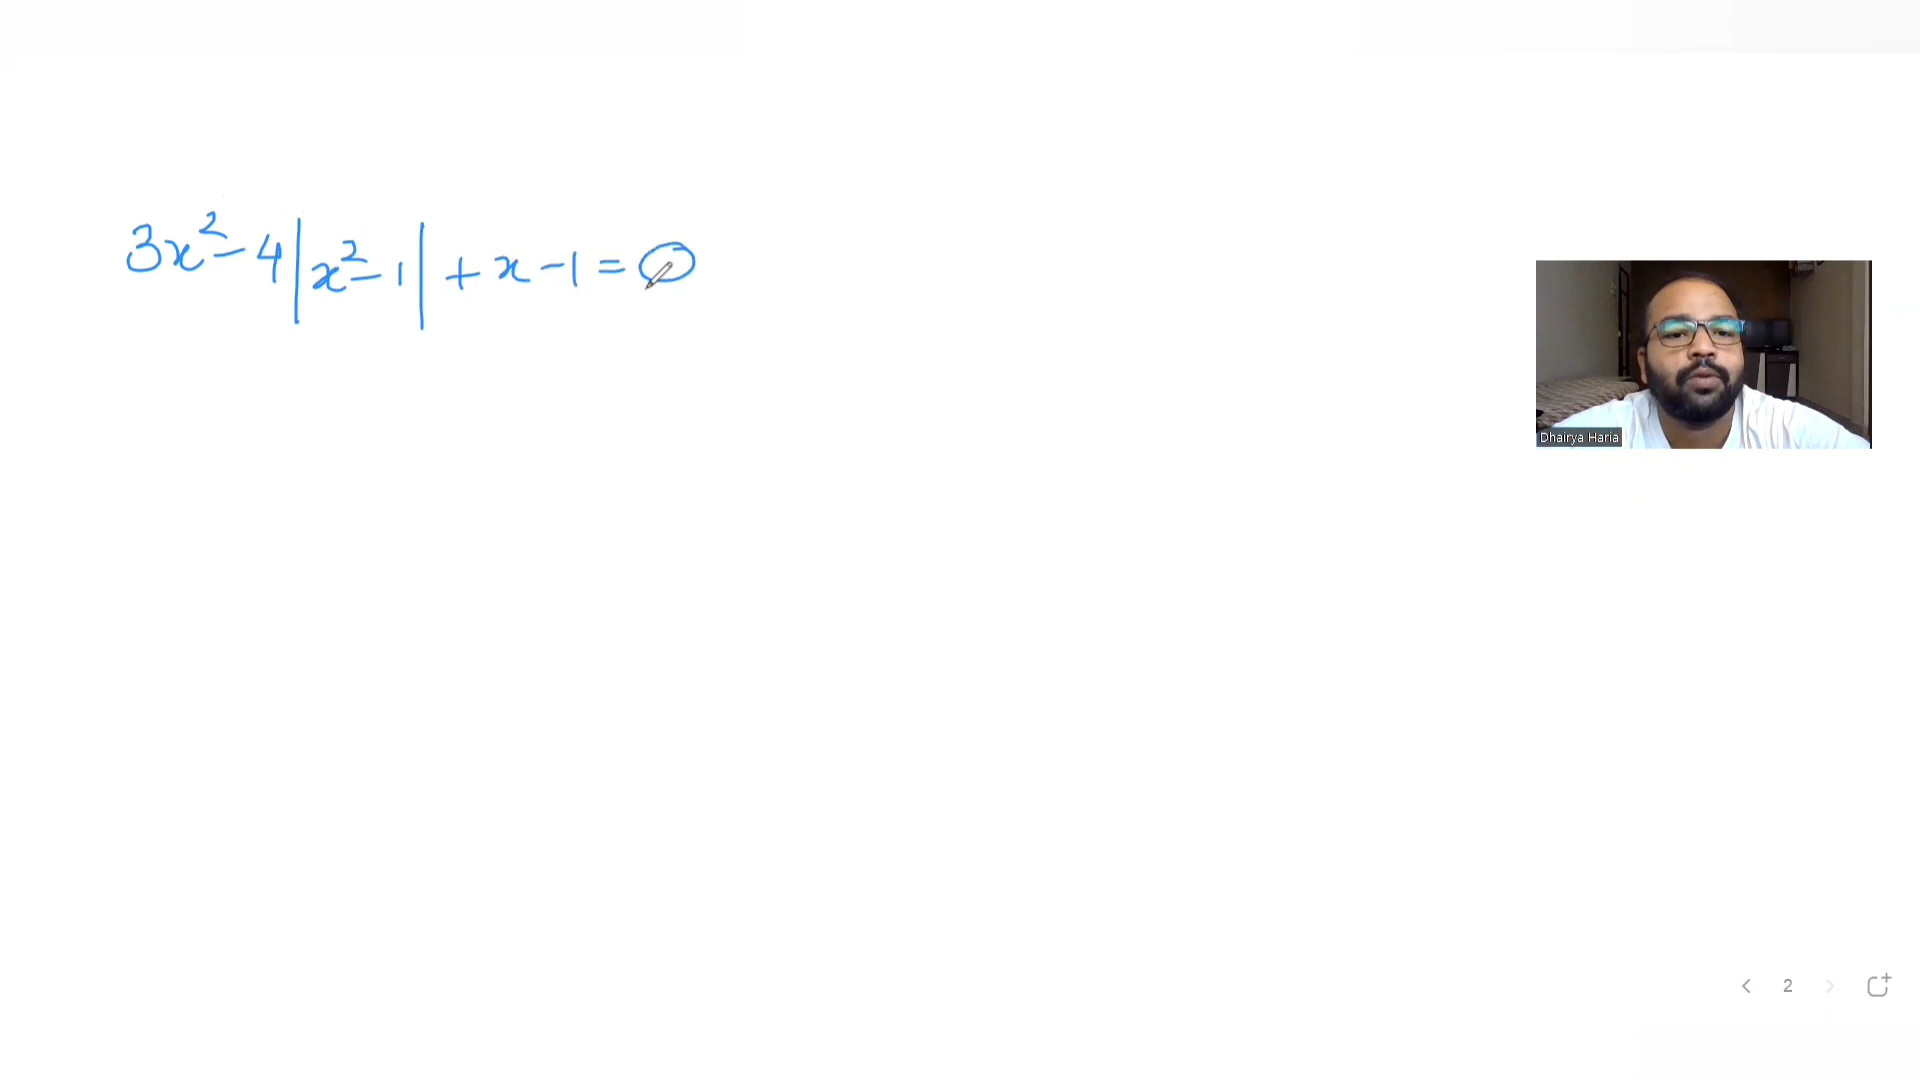 3x² - 4|x² - 1| + x - 1 = 0
Dhairya Haria
2